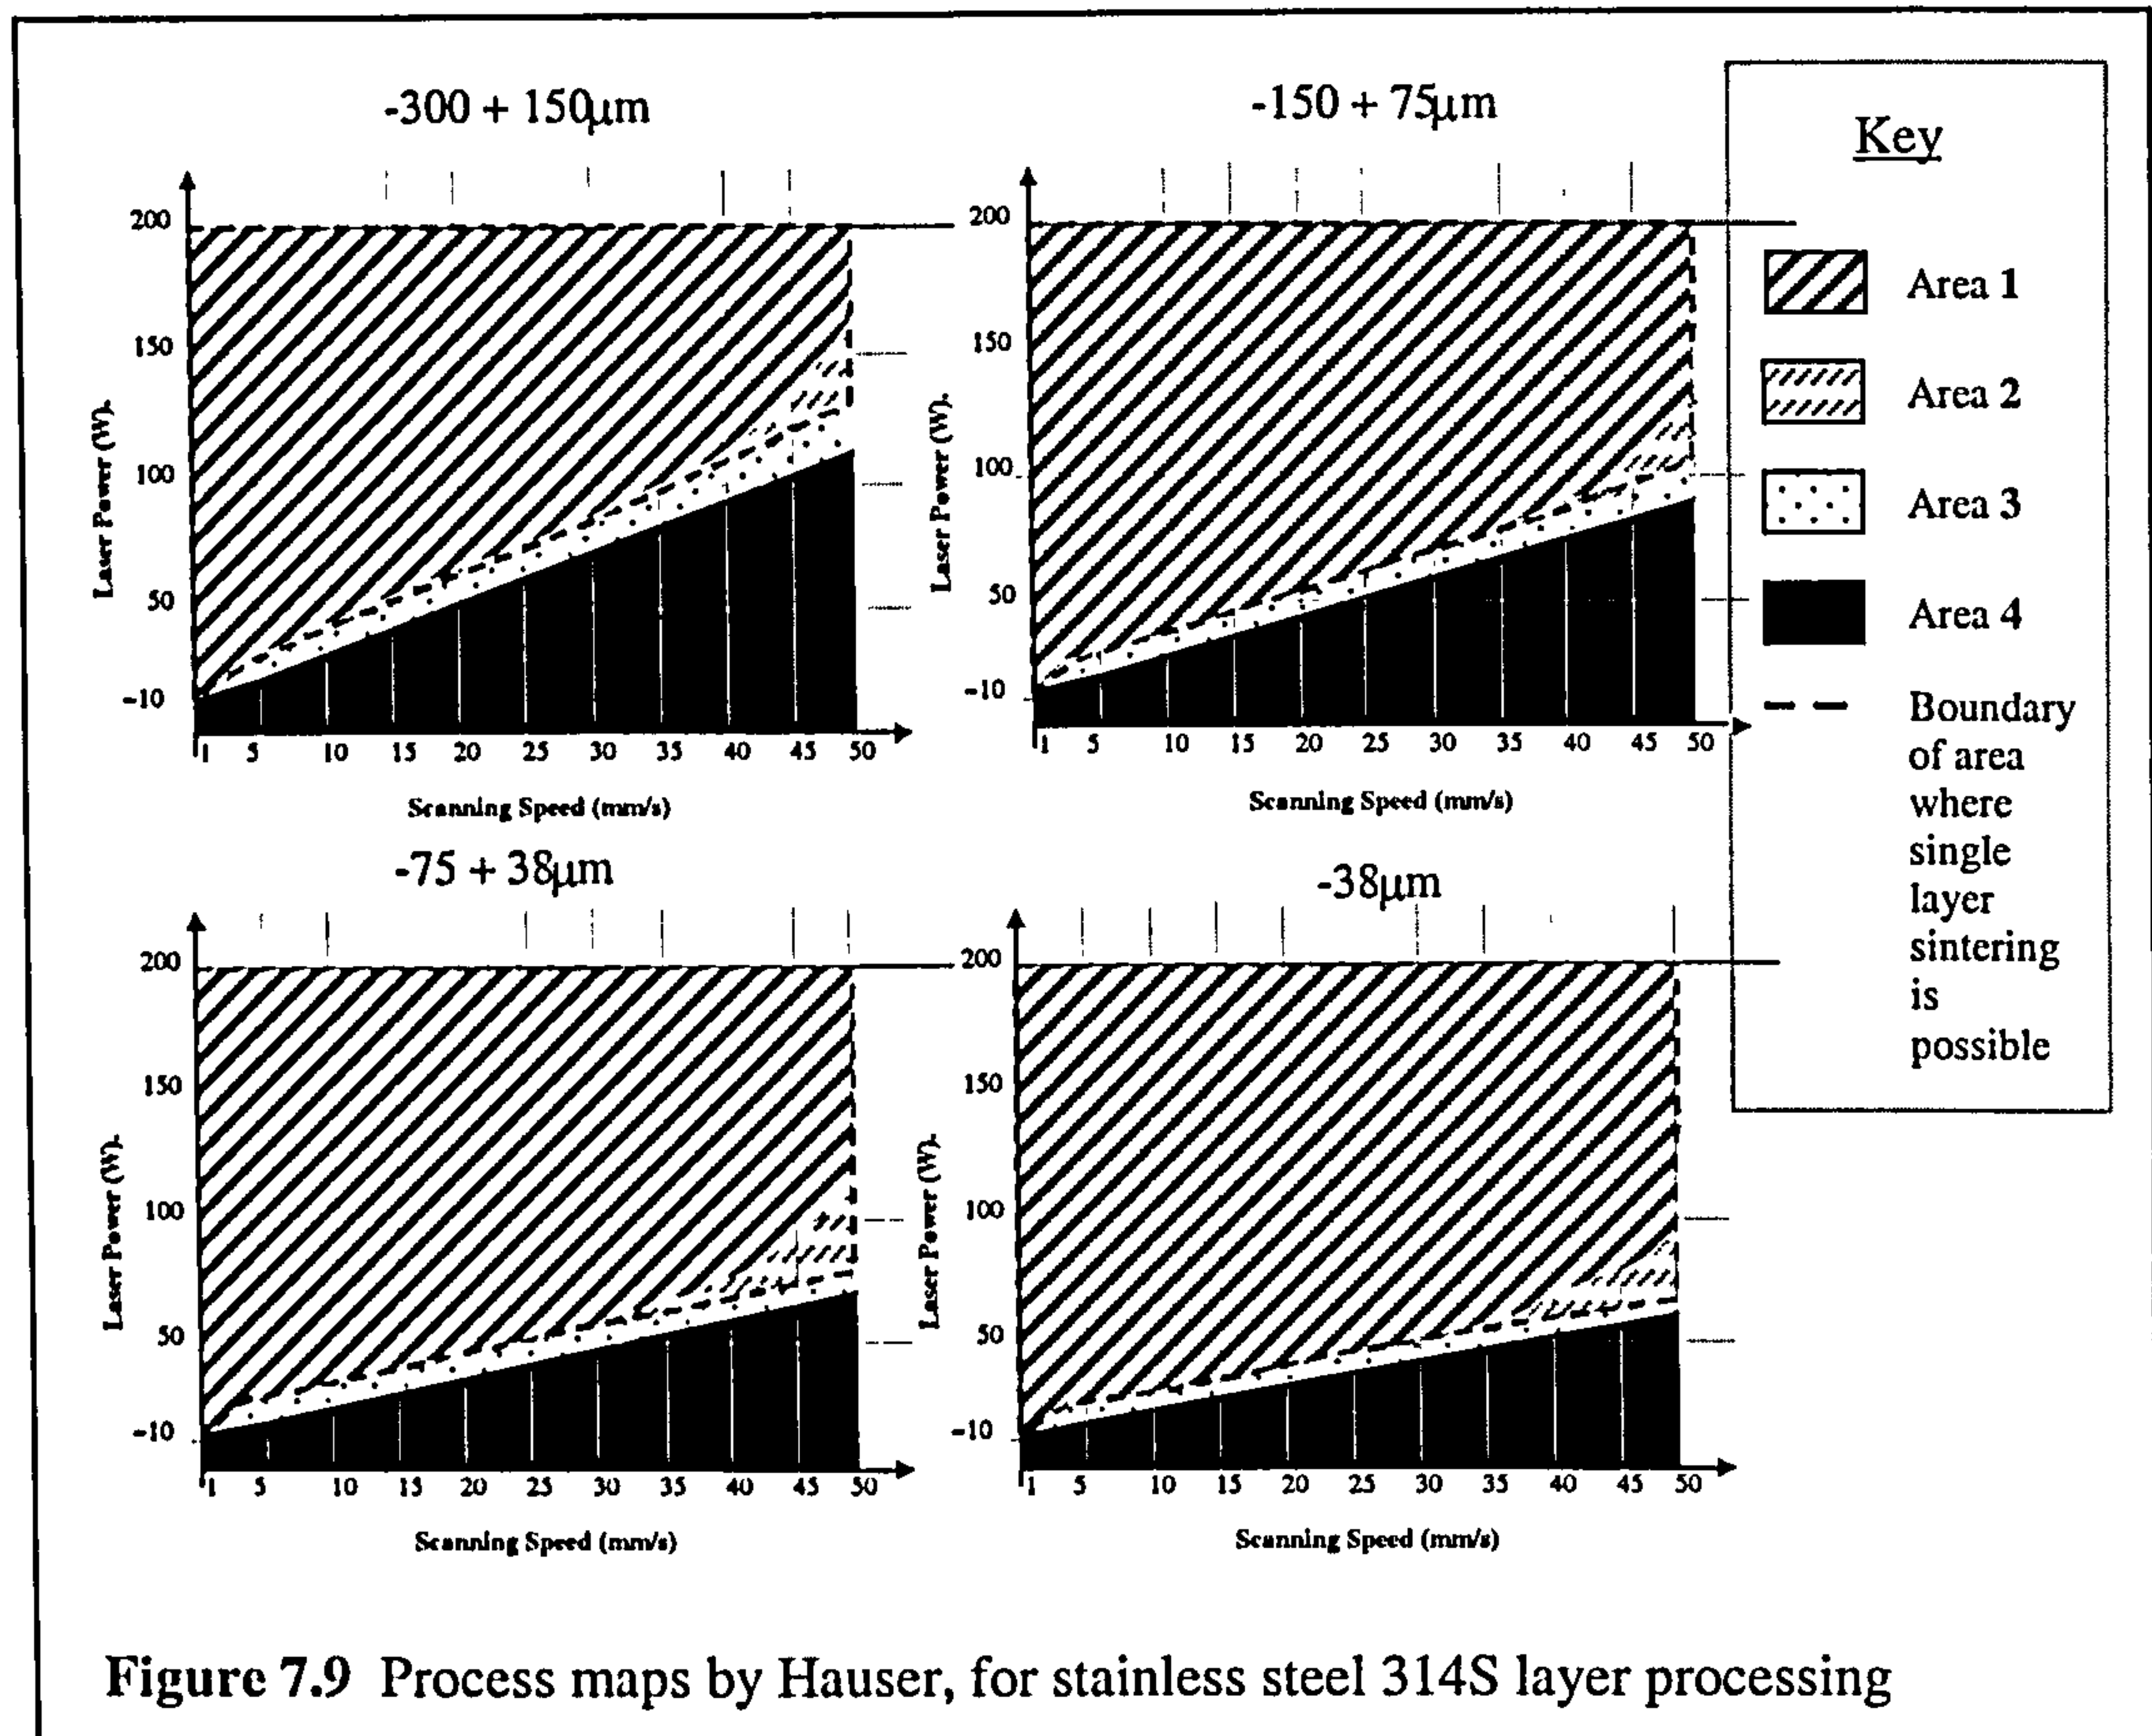 -300 + 150μm
200
150
100
50
-10
Laser Power (W).
1 5 10 15 20 25 30 35 40 45 50
Scanning Speed (mm/s)
-150 + 75μm
200
150
100
50
-10
Laser Power (W).
1 5 10 15 20 25 30 35 40 45 50
Scanning Speed (mm/s)
-75 + 38μm
200
150
100
50
-10
Laser Power (W).
1 5 10 15 20 25 30 35 40 45 50
Scanning Speed (mm/s)
-38μm
200
150
100
50
-10
Laser Power (W).
1 5 10 15 20 25 30 35 40 45 50
Scanning Speed (mm/s)
Key
Area 1
Area 2
Area 3
Area 4
Boundary
of area
where
single
layer
sintering
is
possible
Figure 7.9 Process maps by Hauser, for stainless steel 314S layer processing